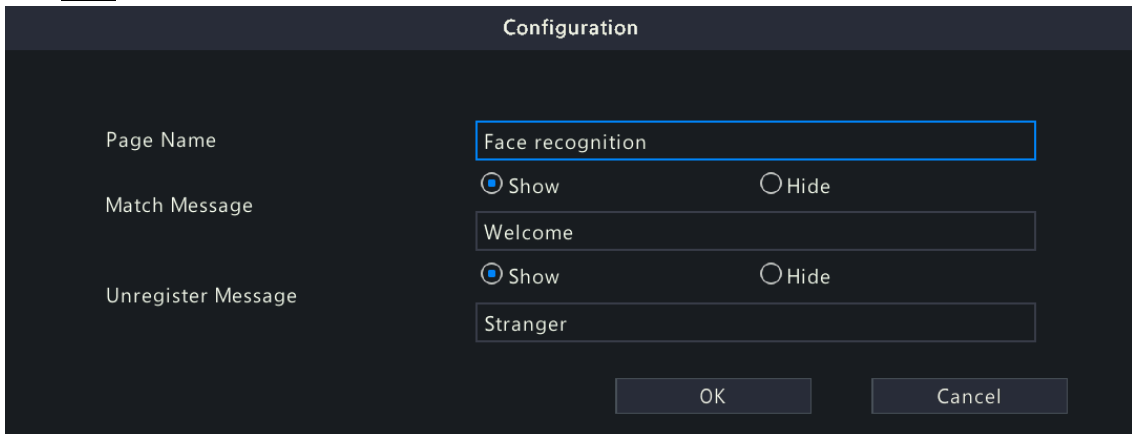 Configuration
Page Name
Face recognition
Show Hide
Match Message
Welcome
Show Hide
Unregister Message
Stranger
OK Cancel